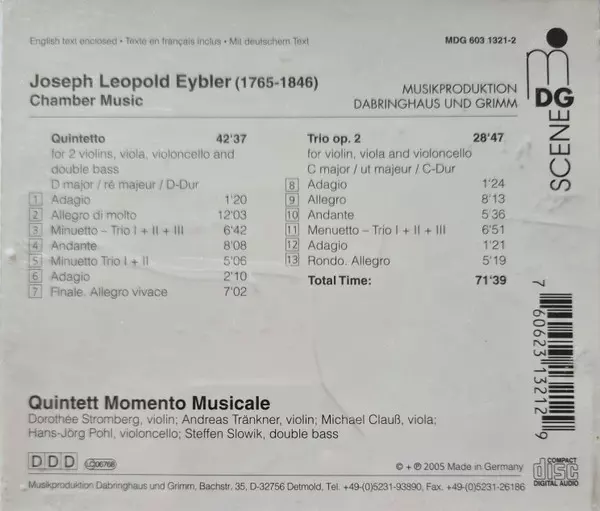 English text enclosed • Texte en français inclus • Mit deutschem Text
MDG 603 1321-2
Joseph Leopold Eybler (1765-1846)
Chamber Music
MUSIKPRODUKTION
DABRINGHAUS UND GRIMM
MDG
SCENE
Quintetto 42'37
for 2 violins, viola, violoncello and
double bass
D major / ré majeur / D-Dur
1 Adagio 1'20
2 Allegro di molto 12'03
3 Minuetto – Trio I + II + III 6'42
4 Andante 8'08
5 Minuetto Trio I + II 5'06
6 Adagio 2'10
7 Finale. Allegro vivace 7'02
Trio op. 2 28'47
for violin, viola and violoncello
C major / ut majeur / C-Dur
8 Adagio 1'24
9 Allegro 8'13
10 Andante 5'36
11 Menuetto – Trio I + II + III 6'51
12 Adagio 1'21
13 Rondo. Allegro 5'19
Total Time: 71'39
7 60623 13212 9
Quintett Momento Musicale
Dorothée Stromberg, violin; Andreas Tränkner, violin; Michael Clauß, viola;
Hans-Jörg Pohl, violoncello; Steffen Slowik, double bass
DDD
LC 06768
© + ℗ 2005 Made in Germany
COMPACT
disc
DIGITAL AUDIO
Musikproduktion Dabringhaus und Grimm, Bachstr. 35, D-32756 Detmold, Tel. +49-(0)5231-93890, Fax +49-(0)5231-26186